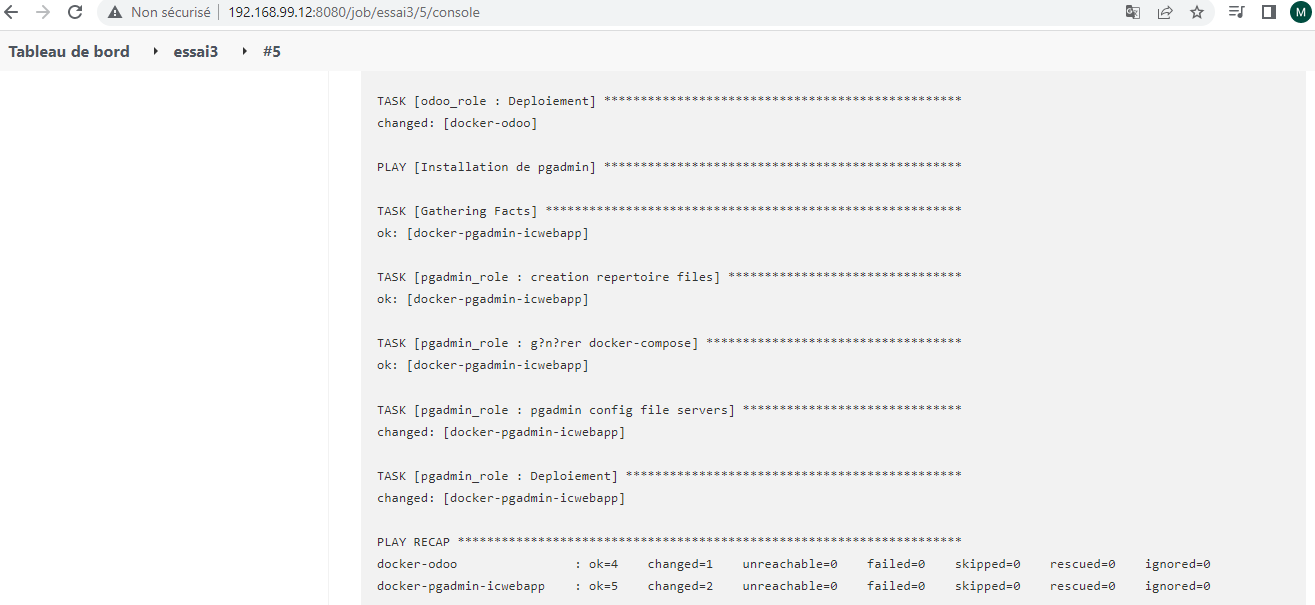 Non sécurisé | 192.168.99.12:8080/job/essai3/5/console M
Tableau de bord essai3 #5
TASK [odoo_role : Deploiement] *************************************************
changed: [docker-odoo]
PLAY [Installation de pgadmin] *************************************************
TASK [Gathering Facts] *********************************************************
ok: [docker-pgadmin-icwebapp]
TASK [pgadmin_role : creation repertoire files] ********************************
ok: [docker-pgadmin-icwebapp]
TASK [pgadmin_role : g?n?rer docker-compose] ***********************************
ok: [docker-pgadmin-icwebapp]
TASK [pgadmin_role : pgadmin config file servers] ******************************
changed: [docker-pgadmin-icwebapp]
TASK [pgadmin_role : Deploiement] **********************************************
changed: [docker-pgadmin-icwebapp]
PLAY RECAP *********************************************************************
docker-odoo : ok=4 changed=1 unreachable=0 failed=0 skipped=0 rescued=0 ignored=0
docker-pgadmin-icwebapp : ok=5 changed=2 unreachable=0 failed=0 skipped=0 rescued=0 ignored=0